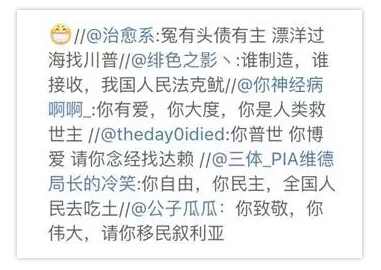 😁//@治愈系:冤有头债有主 漂洋过
海找川普//@绯色之影丶:谁制造，谁
接收，我国人民法克鱿//@你神经病
啊啊_:你有爱，你大度，你是人类救
世主 //@theday0idied:你普世 你博
爱 请你念经找达赖 //@三体_PIA维德
局长的冷笑:你自由，你民主，全国人
民去吃土//@公子瓜瓜：你致敬，你
伟大，请你移民叙利亚